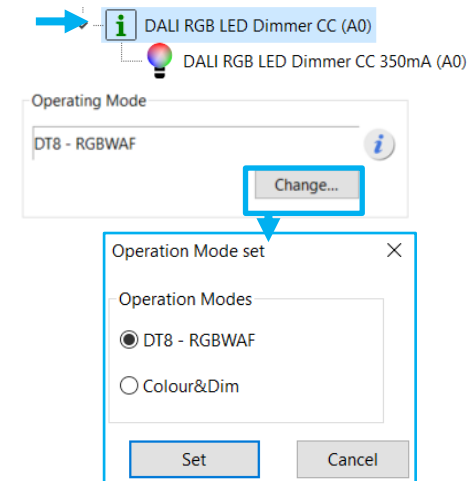 DALI RGB LED Dimmer CC (A0)
DALI RGB LED Dimmer CC 350mA (A0)
Operating Mode
DT8 - RGBWAF
Change...
Operation Mode set
Operation Modes
DT8 - RGBWAF
Colour&Dim
Set Cancel